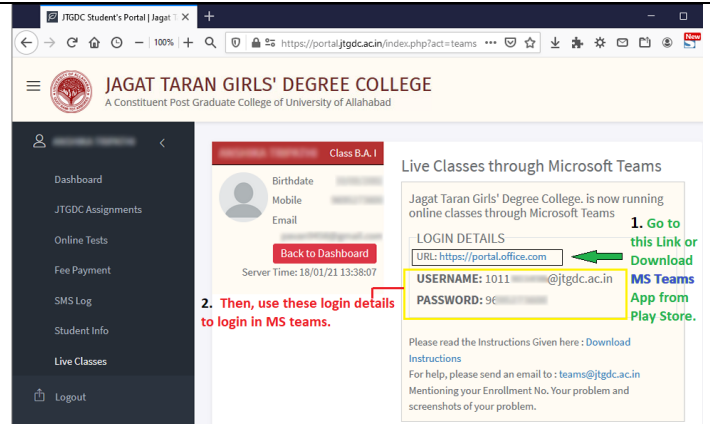 JTGDC Student's Portal | Jagat T
100%
https://portal.jtgdc.ac.in/index.php?act=teams
New
JAGAT TARAN GIRLS' DEGREE COLLEGE
A Constituent Post Graduate College of University of Allahabad
Class B.A. I
Birthdate
Mobile
Email
Back to Dashboard
Server Time: 18/01/21 13:38:07
Dashboard
JTGDC Assignments
Online Tests
Fee Payment
SMS Log
Student Info
Live Classes
Logout
Live Classes through Microsoft Teams
Jagat Taran Girls' Degree College. is now running
online classes through Microsoft Teams
LOGIN DETAILS
URL: https://portal.office.com
USERNAME: 1011 @jtgdc.ac.in
PASSWORD: 96
Please read the Instructions Given here : Download
Instructions
For help, please send an email to : teams@jtgdc.ac.in
Mentioning your Enrollment No. Your problem and
screenshots of your problem.
1. Go to
this Link or
Download
MS Teams
App from
Play Store.
2. Then, use these login details
to login in MS teams.